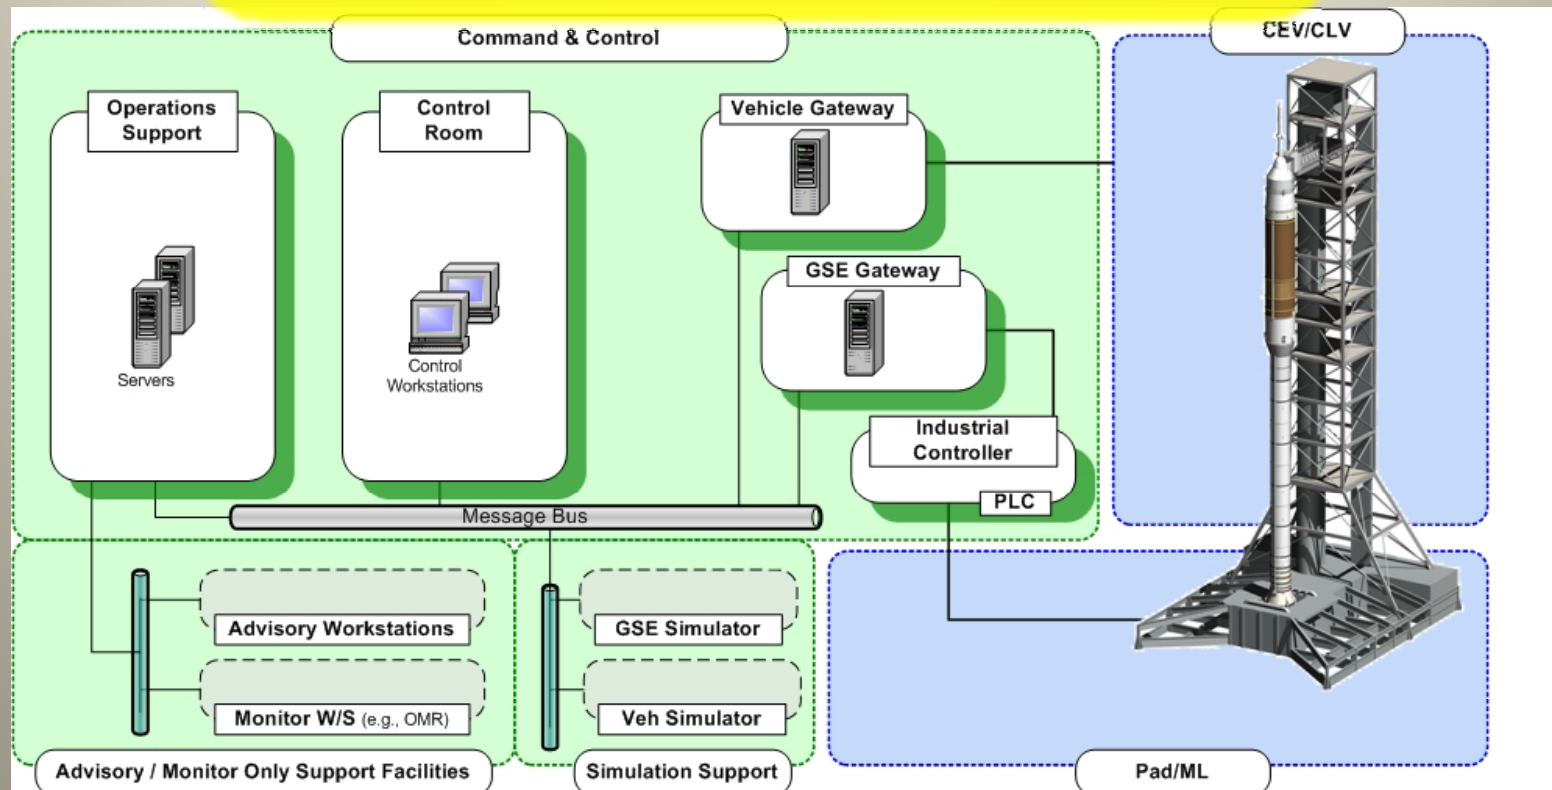 Command & Control
CEV/CLV
Operations
Support
Control
Room
Vehicle Gateway
GSE Gateway
Servers
Control
Workstations
Industrial
Controller
PLC
Message Bus
Advisory Workstations
Monitor W/S (e.g., OMR)
GSE Simulator
Veh Simulator
Advisory / Monitor Only Support Facilities
Simulation Support
Pad/ML